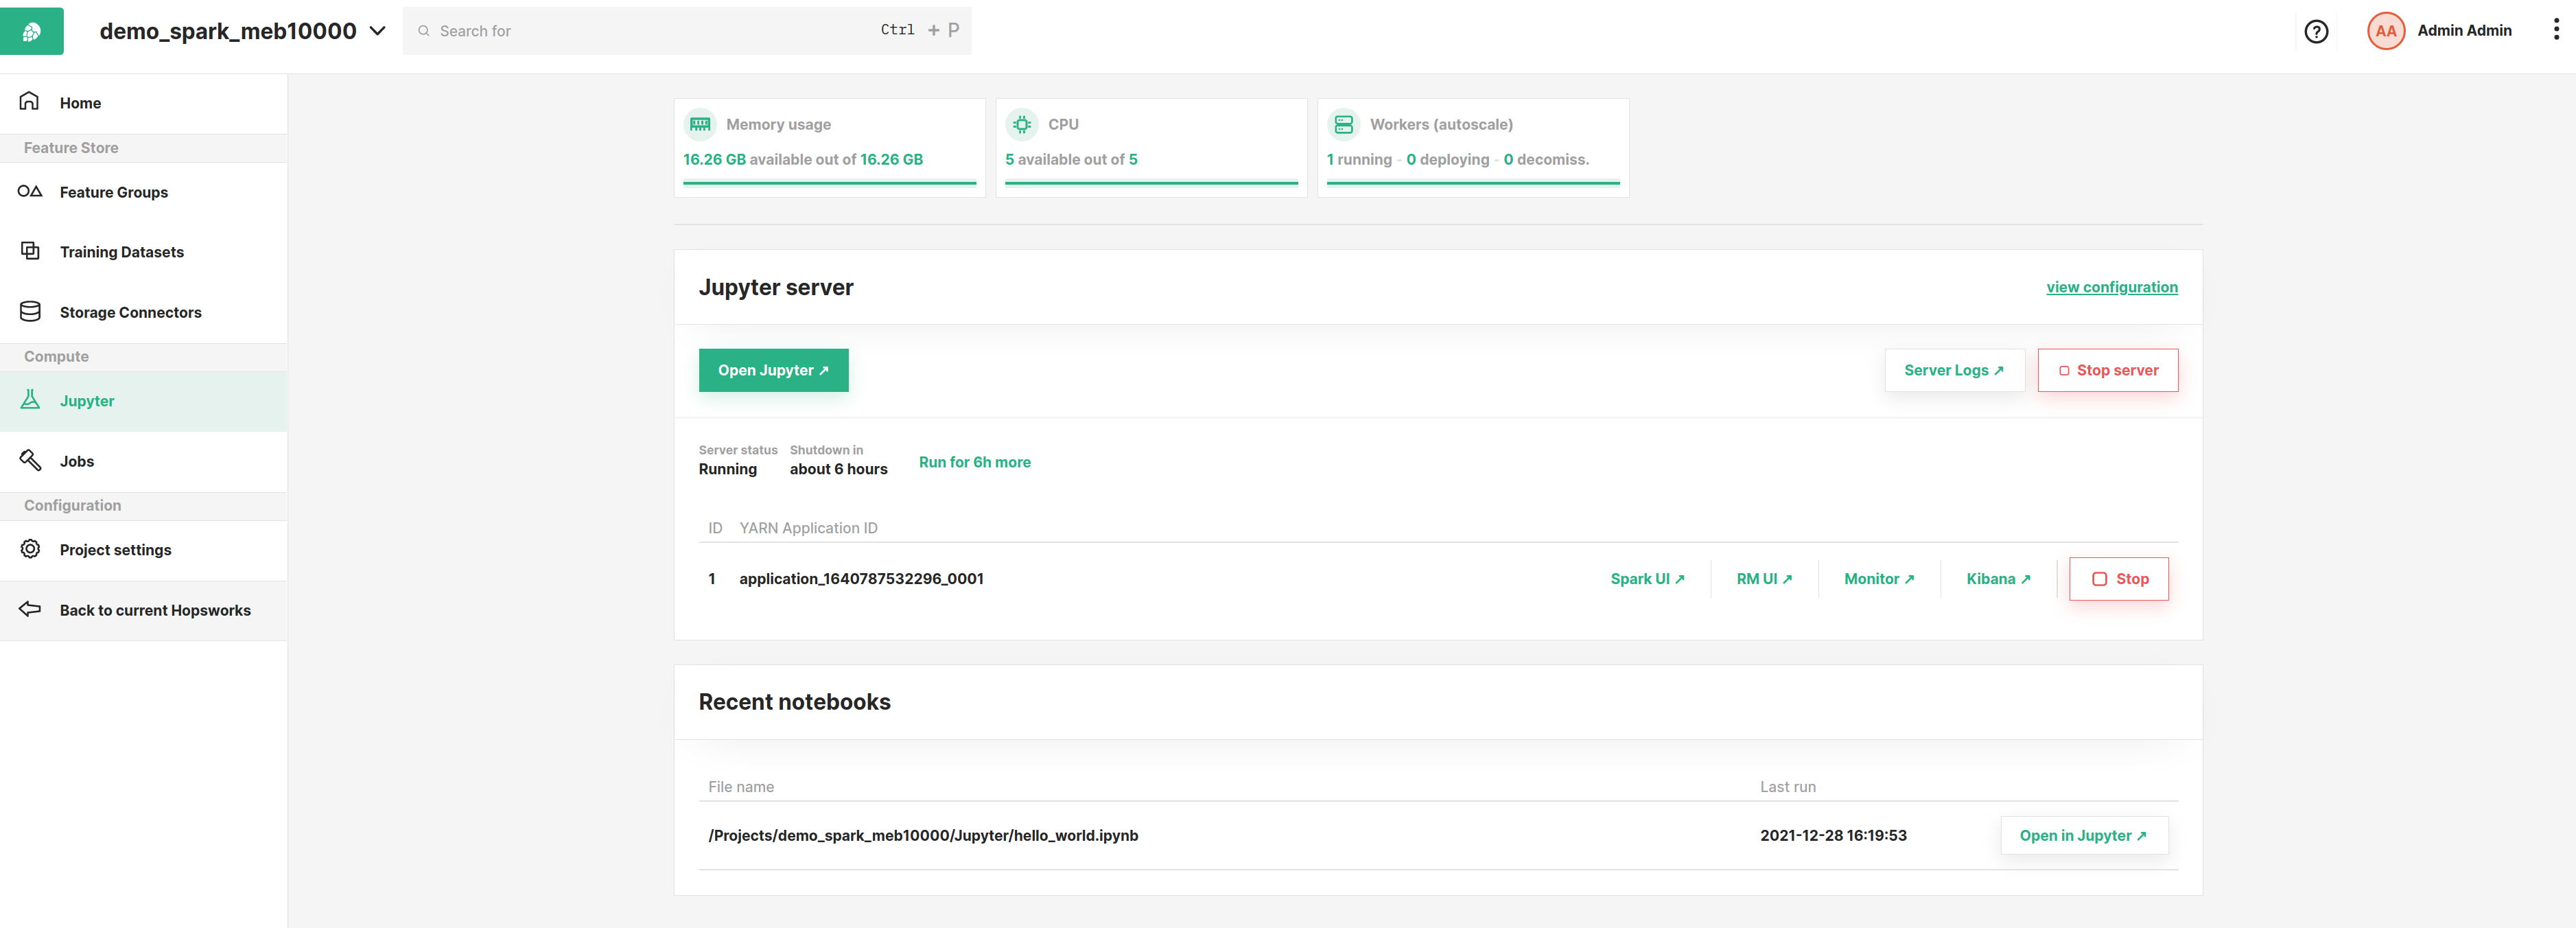 demo_spark_meb10000
Search for
Ctrl + P
?
AA
Admin Admin
Home
Feature Store
Feature Groups
Training Datasets
Storage Connectors
Compute
Jupyter
Jobs
Configuration
Project settings
Back to current Hopsworks
Memory usage
16.26 GB available out of 16.26 GB
CPU
5 available out of 5
Workers (autoscale)
1 running - 0 deploying - 0 decomiss.
Jupyter server
view configuration
Open Jupyter ↗
Server Logs ↗
Stop server
Server status
Running
Shutdown in
about 6 hours
Run for 6h more
ID YARN Application ID
1 application_1640787532296_0001
Spark UI ↗
RM UI ↗
Monitor ↗
Kibana ↗
Stop
Recent notebooks
File name
Last run
/Projects/demo_spark_meb10000/Jupyter/hello_world.ipynb
2021-12-28 16:19:53
Open in Jupyter ↗